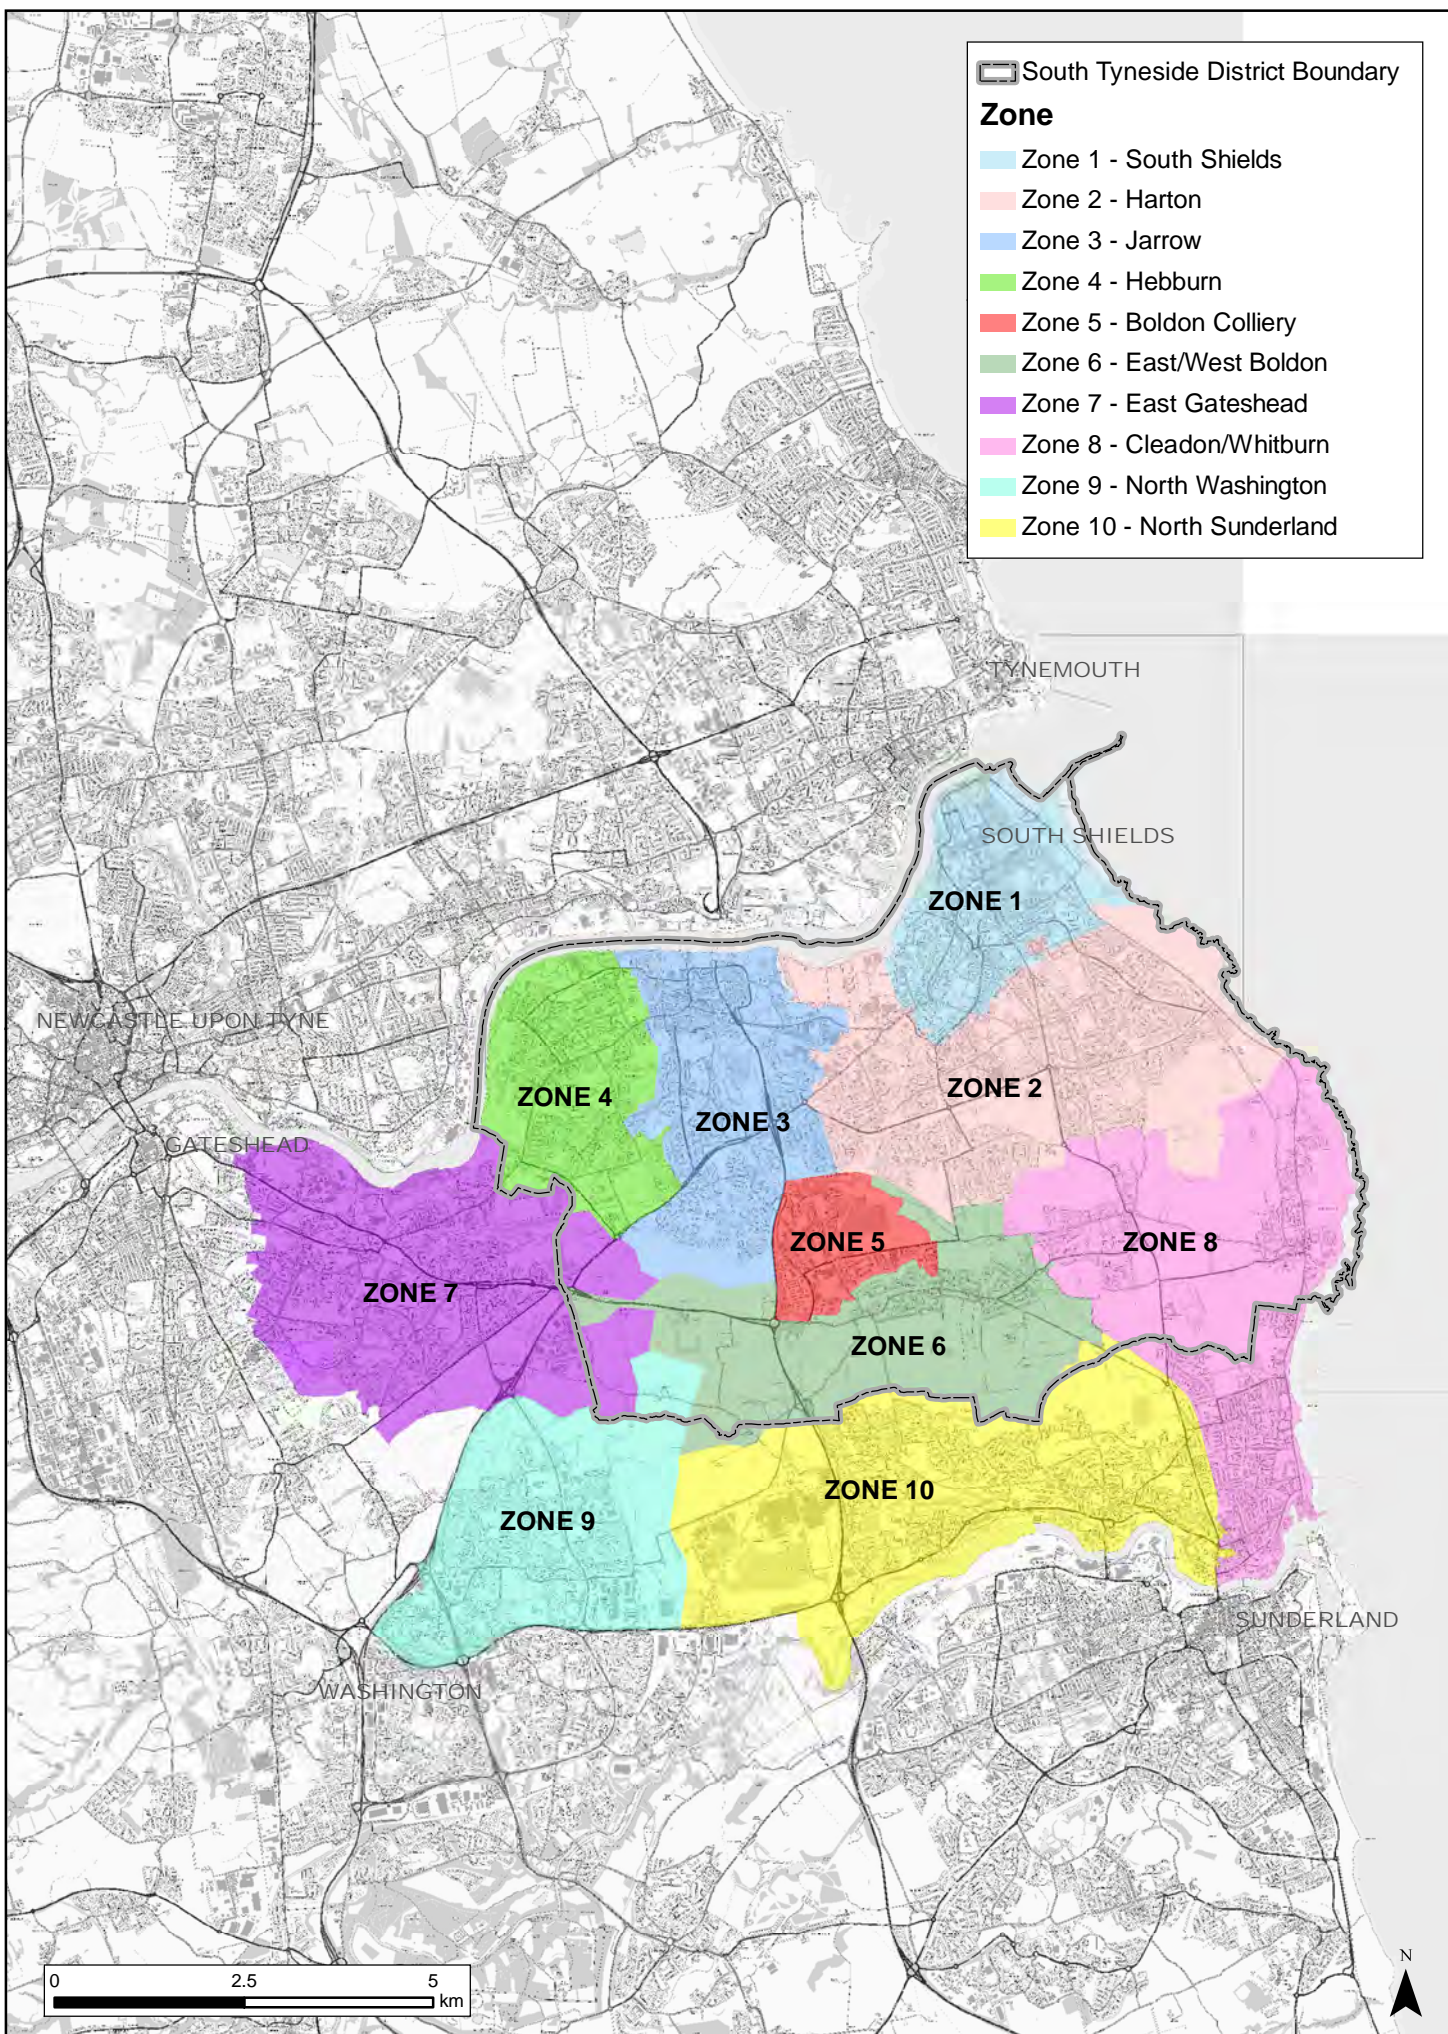 South Tyneside District Boundary
Zone
Zone 1 - South Shields
Zone 2 - Harton
Zone 3 - Jarrow
Zone 4 - Hebburn
Zone 5 - Boldon Colliery
Zone 6 - East/West Boldon
Zone 7 - East Gateshead
Zone 8 - Cleadon/Whitburn
Zone 9 - North Washington
Zone 10 - North Sunderland
TYNEMOUTH
SOUTH SHIELDS
ZONE 1
NEWCASTLE UPON TYNE
ZONE 4
ZONE 2
ZONE 3
GATESHEAD
ZONE 5
ZONE 8
ZONE 7
ZONE 6
ZONE 10
ZONE 9
SUNDERLAND
WASHINGTON
N
0 2.5 5
km